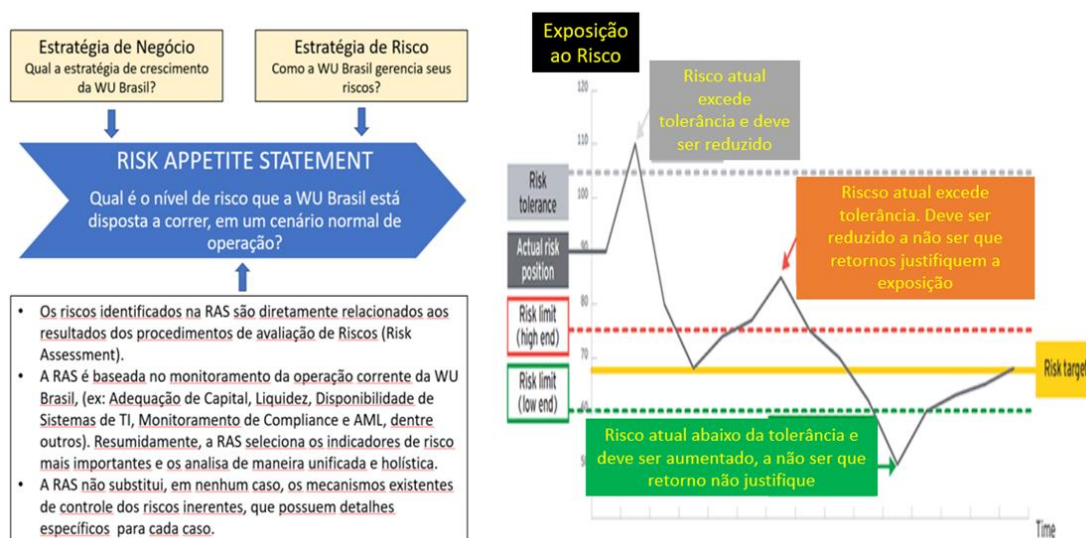 Estratégia de Negócio
Qual a estratégia de crescimento
da WU Brasil?
Estratégia de Risco
Como a WU Brasil gerencia seus
riscos?
RISK APPETITE STATEMENT
Qual é o nível de risco que a WU Brasil está
disposta a correr, em um cenário normal de
operação?
• Os riscos identificados na RAS são diretamente relacionados aos
resultados dos procedimentos de avaliação de Riscos (Risk
Assessment).
• A RAS é baseada no monitoramento da operação corrente da WU
Brasil, (ex: Adequação de Capital, Liquidez, Disponibilidade de
Sistemas de TI, Monitoramento de Compliance e AML, dentre
outros). Resumidamente, a RAS seleciona os indicadores de risco
mais importantes e os analisa de maneira unificada e holística.
• A RAS não substitui, em nenhum caso, os mecanismos existentes
de controle dos riscos inerentes, que possuem detalhes
específicos para cada caso.
Exposição
ao Risco
120
110
100
90
80
70
60
Risco atual
excede
tolerância e deve
ser reduzido
Risk
tolerance
Actual risk
position
Risk limit
(high end)
Risk limit
(low end)
Riscso atual excede
tolerância. Deve ser
reduzido a não ser que
retornos justifiquem a
exposição
Risk target
Risco atual abaixo da tolerância e
deve ser aumentado, a não ser que
retorno não justifique
Time